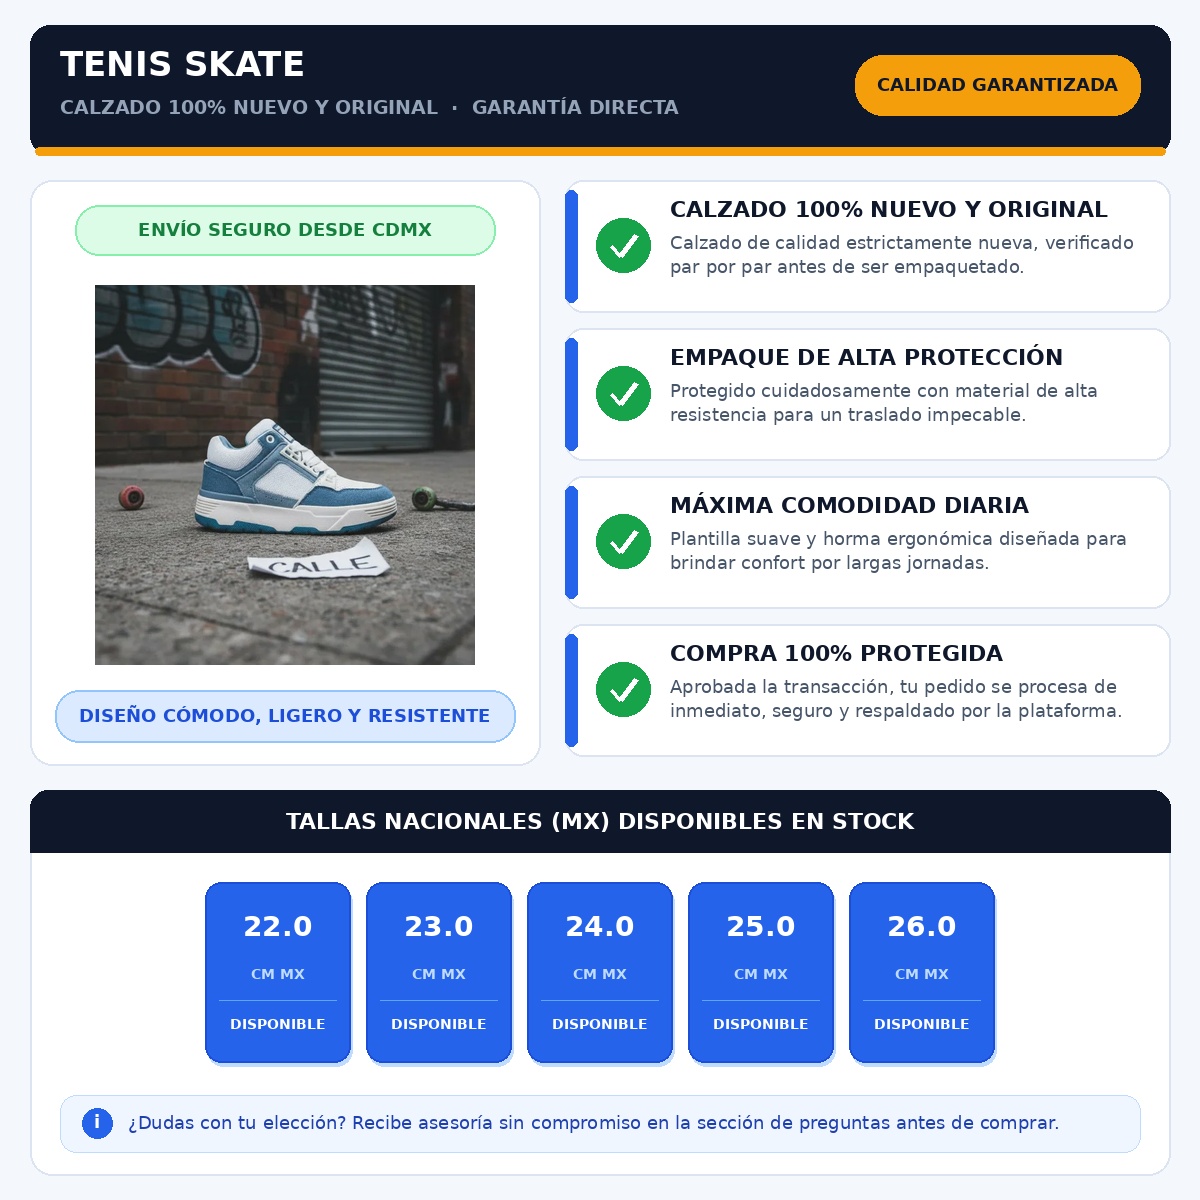 TENIS SKATE
CALZADO 100% NUEVO Y ORIGINAL · GARANTÍA DIRECTA
CALIDAD GARANTIZADA
ENVÍO SEGURO DESDE CDMX
CALLE
DISEÑO CÓMODO, LIGERO Y RESISTENTE
CALZADO 100% NUEVO Y ORIGINAL
Calzado de calidad estrictamente nueva, verificado
par por par antes de ser empaquetado.
EMPAQUE DE ALTA PROTECCIÓN
Protegido cuidadosamente con material de alta
resistencia para un traslado impecable.
MÁXIMA COMODIDAD DIARIA
Plantilla suave y horma ergonómica diseñada para
brindar confort por largas jornadas.
COMPRA 100% PROTEGIDA
Aprobada la transacción, tu pedido se procesa de
inmediato, seguro y respaldado por la plataforma.
TALLAS NACIONALES (MX) DISPONIBLES EN STOCK
22.0
CM MX
DISPONIBLE
23.0
CM MX
DISPONIBLE
24.0
CM MX
DISPONIBLE
25.0
CM MX
DISPONIBLE
26.0
CM MX
DISPONIBLE
i ¿Dudas con tu elección? Recibe asesoría sin compromiso en la sección de preguntas antes de comprar.